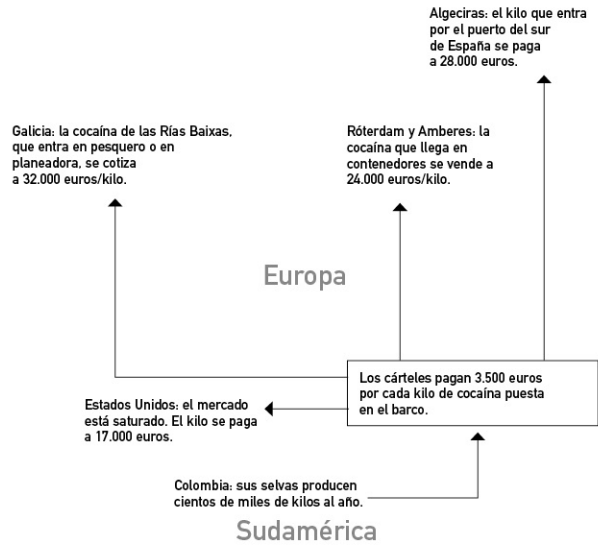 Algeciras: el kilo que entra
por el puerto del sur
de España se paga
a 28.000 euros.
Galicia: la cocaína de las Rías Baixas,
que entra en pesquero o en
planeadora, se cotiza
a 32.000 euros/kilo.
Róterdam y Amberes: la
cocaína que llega en
contenedores se vende a
24.000 euros/kilo.
Europa
Los cárteles pagan 3.500 euros
por cada kilo de cocaína puesta
en el barco.
Estados Unidos: el mercado
está saturado. El kilo se paga
a 17.000 euros.
Colombia: sus selvas producen
cientos de miles de kilos al año.
Sudamérica